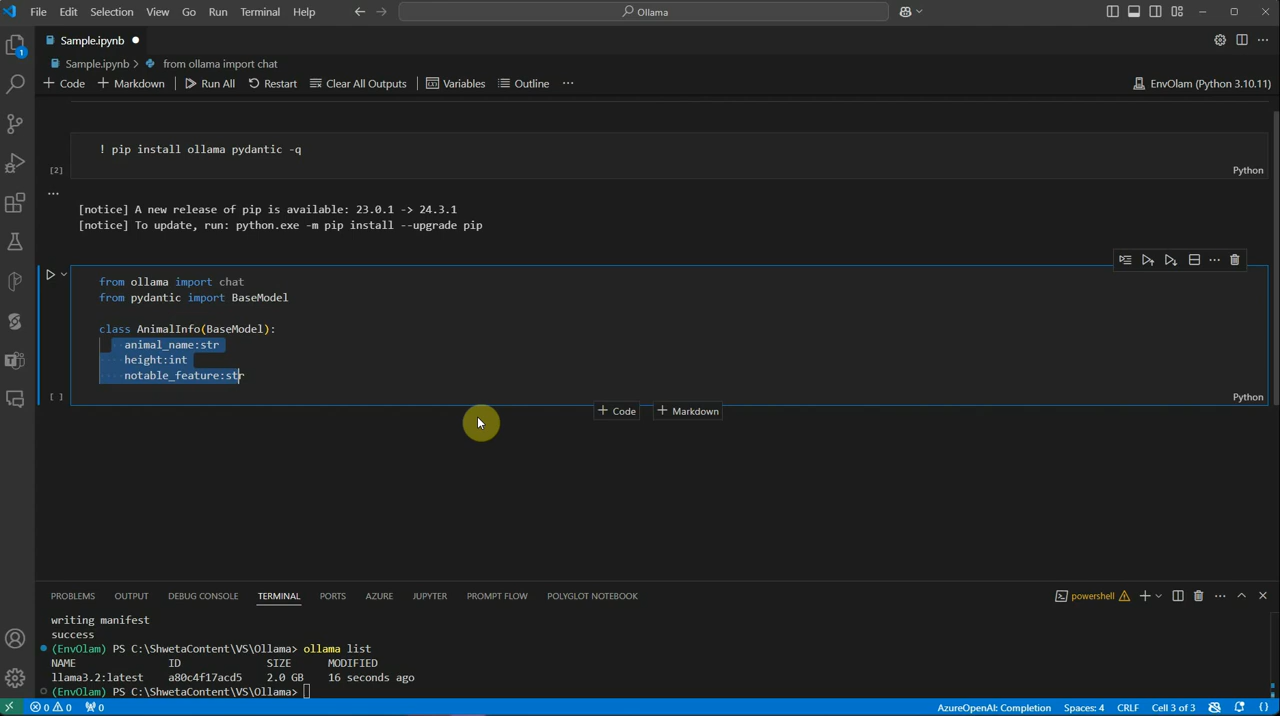 File Edit Selection View Go Run Terminal Help Ollama
Sample.ipynb
Sample.ipynb > from ollama import chat
+ Code + Markdown Run All Restart Clear All Outputs Variables Outline ... EnvOlam (Python 3.10.11)
! pip install ollama pydantic -q
[2] Python
...
[notice] A new release of pip is available: 23.0.1 -> 24.3.1
[notice] To update, run: python.exe -m pip install --upgrade pip
from ollama import chat
from pydantic import BaseModel
class AnimalInfo(BaseModel):
animal_name:str
height:int
notable_feature:str
[ ] Python
+ Code + Markdown
PROBLEMS OUTPUT DEBUG CONSOLE TERMINAL PORTS AZURE JUPYTER PROMPT FLOW POLYGLOT NOTEBOOK powershell
writing manifest
success
(EnvOlam) PS C:\ShwetaContent\VS\Ollama> ollama list
NAME ID SIZE MODIFIED
llama3.2:latest a80c4f17acd5 2.0 GB 16 seconds ago
(EnvOlam) PS C:\ShwetaContent\VS\Ollama>
0 0 0 AzureOpenAI: Completion Spaces: 4 CRLF Cell 3 of 3